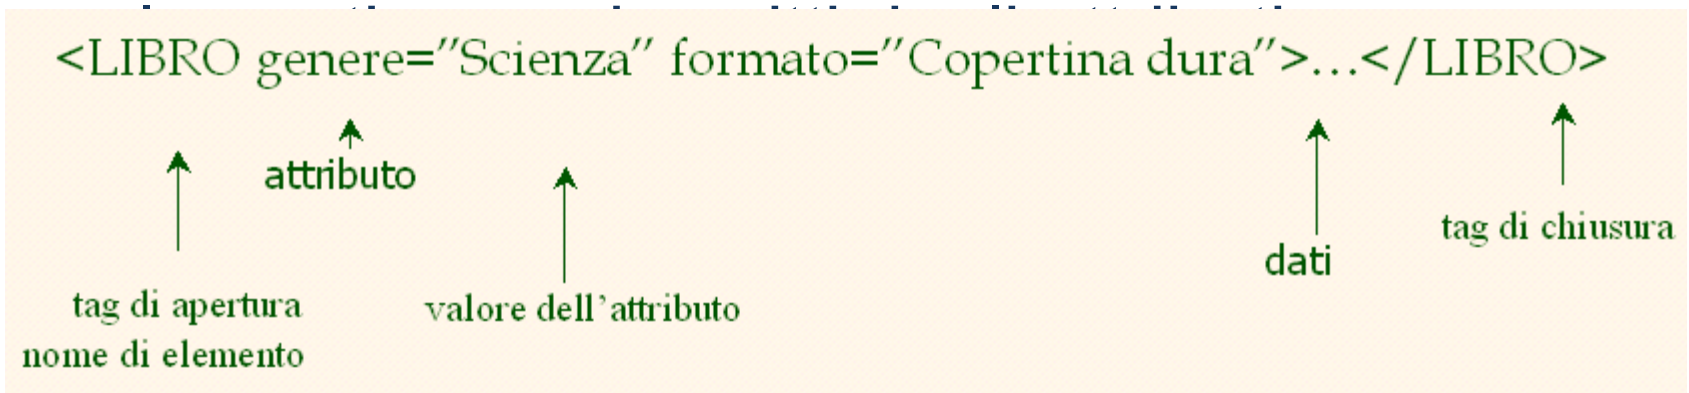 <LIBRO genere=″Scienza″ formato=″Copertina dura″>…</LIBRO>
attributo
tag di chiusura
dati
tag di apertura
valore dell’attributo
nome di elemento